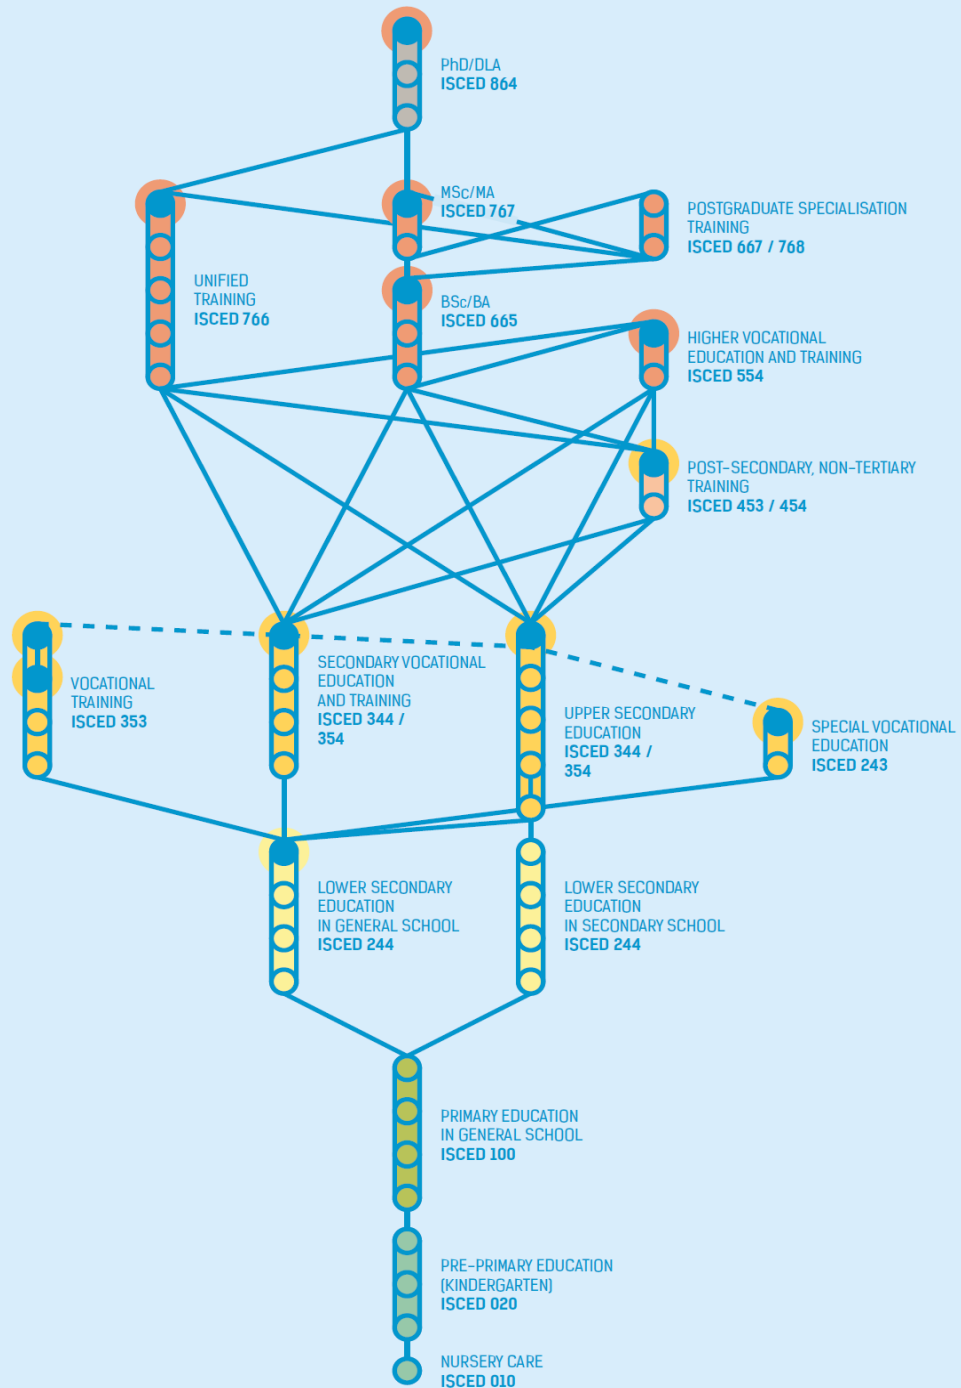 PhD/DLA
ISCED 864
MSc/MA
ISCED 767
POSTGRADUATE SPECIALISATION
TRAINING
ISCED 667 / 768
UNIFIED
TRAINING
ISCED 766
BSc/BA
ISCED 665
HIGHER VOCATIONAL
EDUCATION AND TRAINING
ISCED 554
POST-SECONDARY, NON-TERTIARY
TRAINING
ISCED 453 / 454
VOCATIONAL
TRAINING
ISCED 353
SECONDARY VOCATIONAL
EDUCATION
AND TRAINING
ISCED 344 /
354
UPPER SECONDARY
EDUCATION
ISCED 344 /
354
SPECIAL VOCATIONAL
EDUCATION
ISCED 243
LOWER SECONDARY
EDUCATION
IN GENERAL SCHOOL
ISCED 244
LOWER SECONDARY
EDUCATION
IN SECONDARY SCHOOL
ISCED 244
PRIMARY EDUCATION
IN GENERAL SCHOOL
ISCED 100
PRE-PRIMARY EDUCATION
(KINDERGARTEN)
ISCED 020
NURSERY CARE
ISCED 010